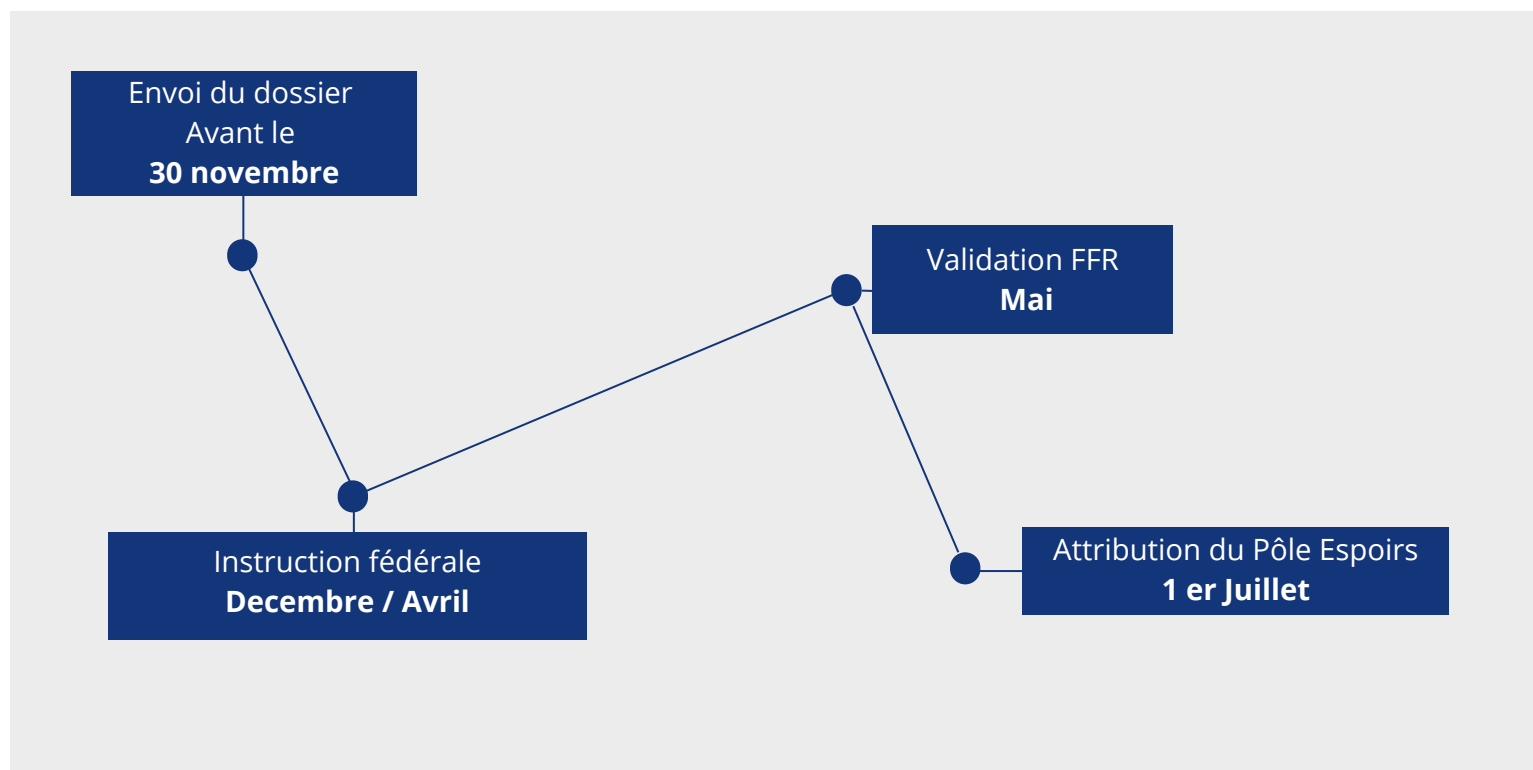 Envoi du dossier
Avant le
30 novembre
Validation FFR
Mai
Instruction fédérale
Decembre / Avril
Attribution du Pôle Espoirs
1 er Juillet